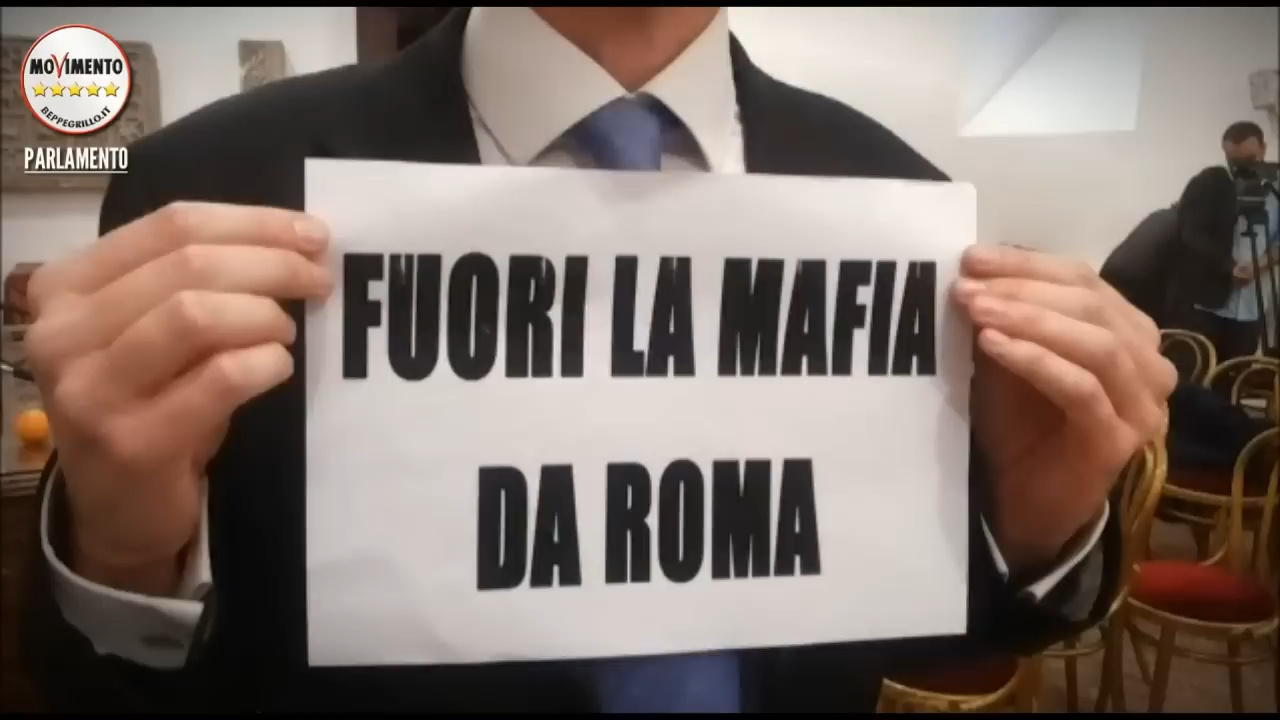 MOVIMENTO
BEPPEGRILLO.IT
PARLAMENTO
FUORI LA MAFIA
DA ROMA